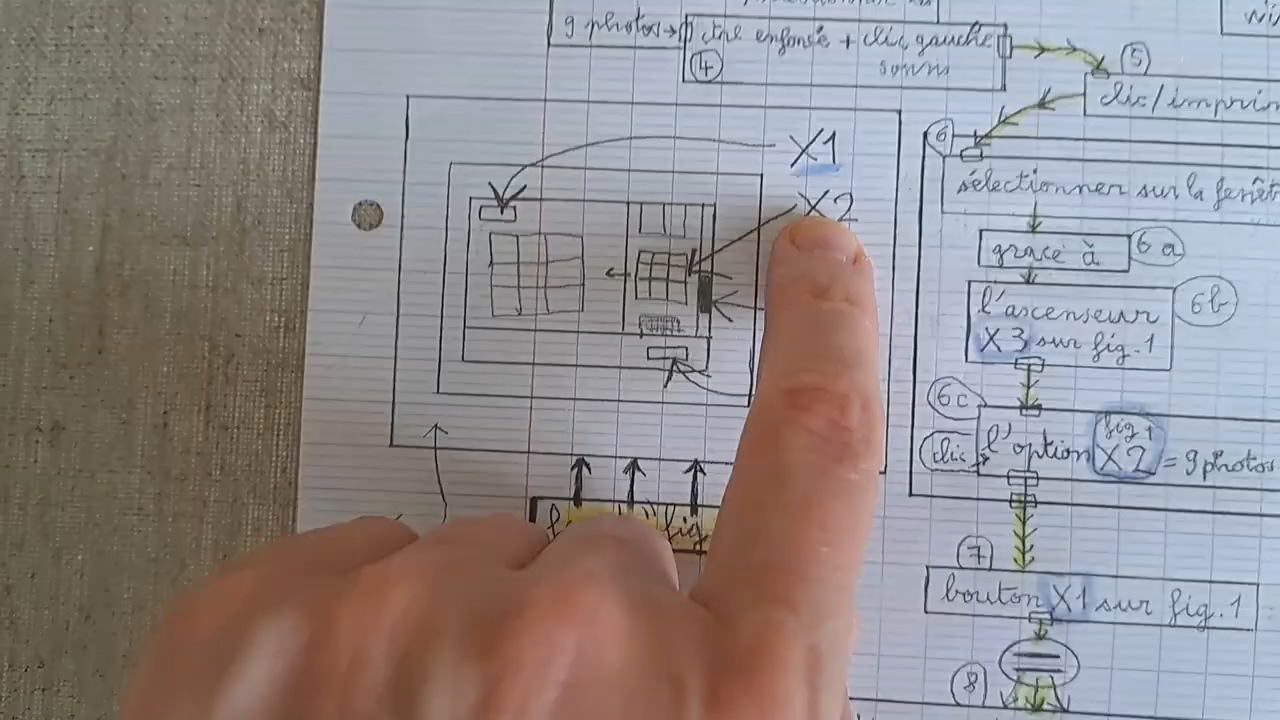 9 photos
ctrl enfoncée + clic gauche
4
souris
5
clic/imprim
6
sélectionner sur la fenêt
X1
X2
grace à
6a
l'ascenseur
X3 sur fig.1
6b
6c
clic
l'option
fig 1
X2
= 9 photos
fig
7
bouton X1 sur fig.1
8